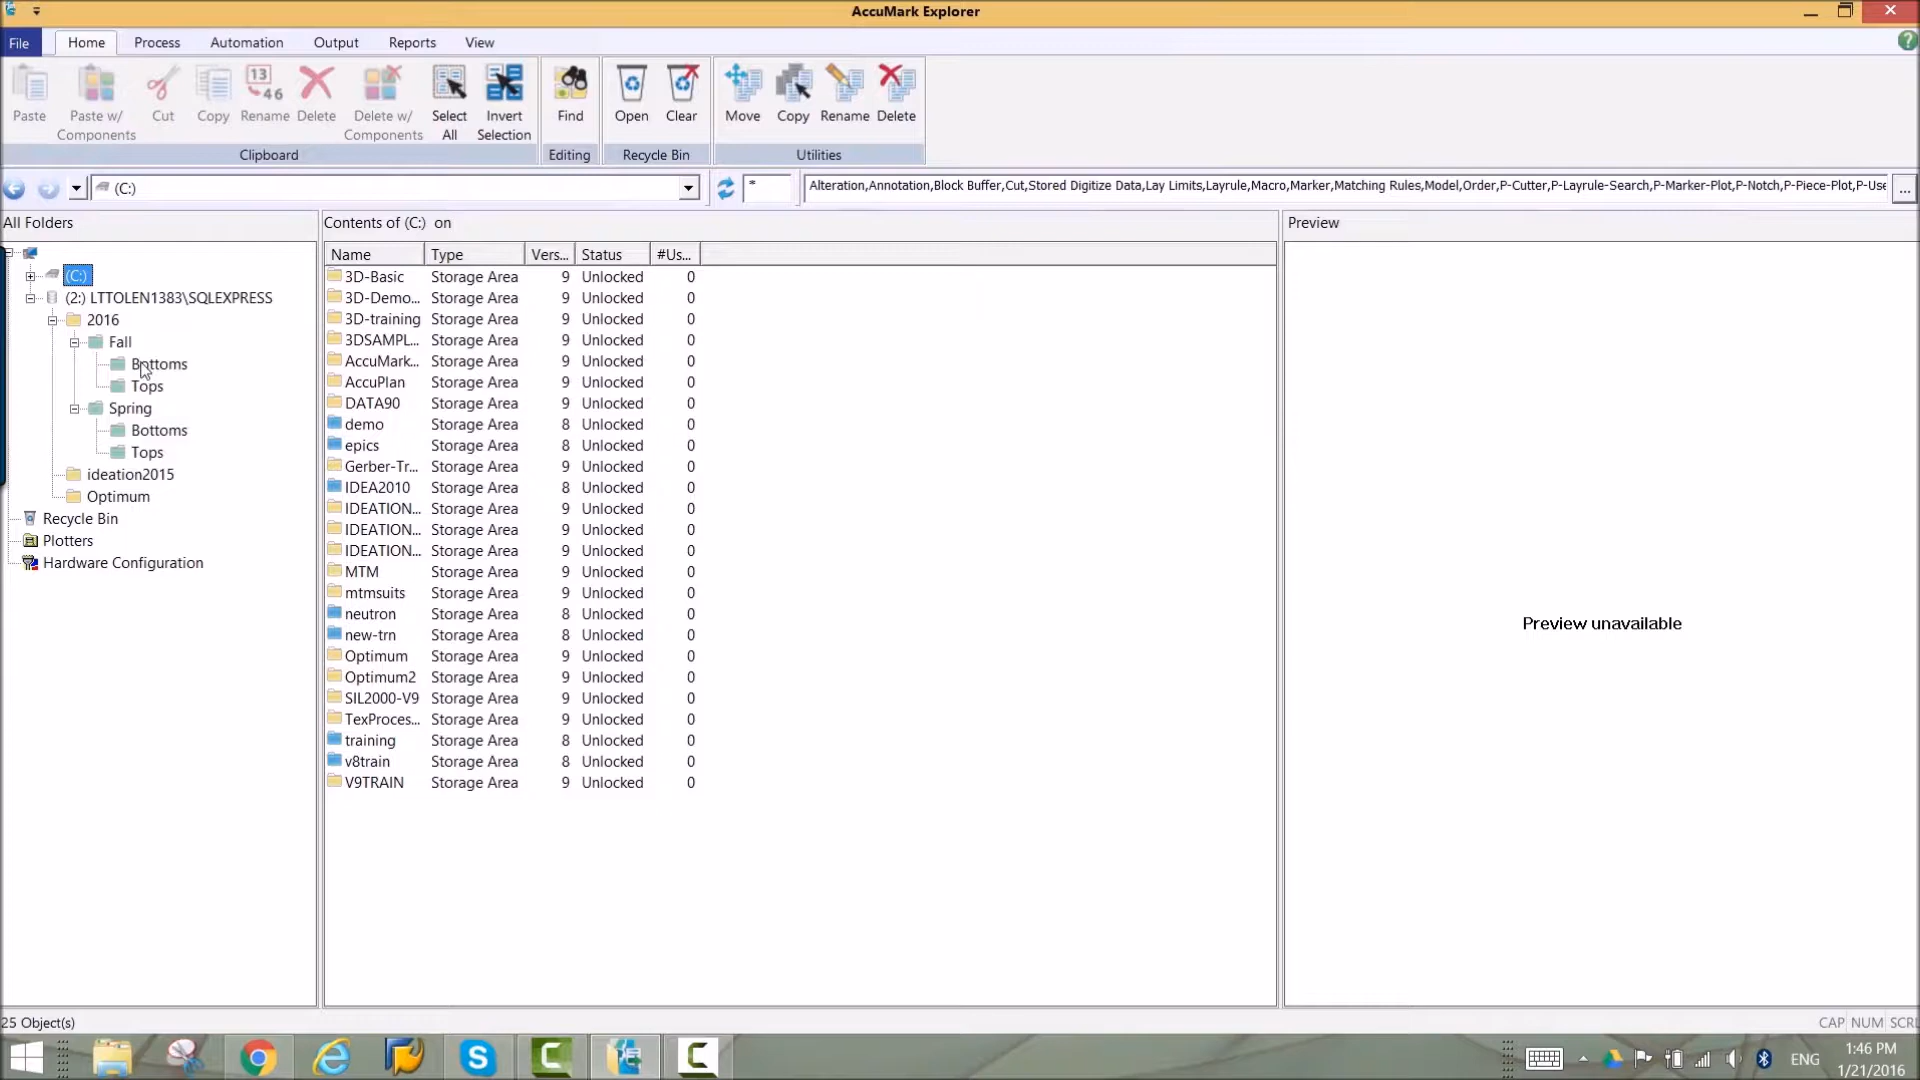 AccuMark Explorer
File Home Process Automation Output Reports View
Paste Paste w/ Components Cut Copy Rename Delete Delete w/ Components Select All Invert Selection Find Open Clear Move Copy Rename Delete
Clipboard Editing Recycle Bin Utilities
(C:) * Alteration,Annotation,Block Buffer,Cut,Stored Digitize Data,Lay Limits,Layrule,Macro,Marker,Matching Rules,Model,Order,P-Cutter,P-Layrule-Search,P-Marker-Plot,P-Notch,P-Piece-Plot,P-Use ...
All Folders
(C:)
(2:) LTTOLEN1383\SQLEXPRESS
2016
Fall
Bottoms
Tops
Spring
Bottoms
Tops
ideation2015
Optimum
Recycle Bin
Plotters
Hardware Configuration
Contents of (C:) on
Name Type Vers... Status #Us...
3D-Basic Storage Area 9 Unlocked 0
3D-Demo... Storage Area 9 Unlocked 0
3D-training Storage Area 9 Unlocked 0
3DSAMPL... Storage Area 9 Unlocked 0
AccuMark... Storage Area 9 Unlocked 0
AccuPlan Storage Area 9 Unlocked 0
DATA90 Storage Area 9 Unlocked 0
demo Storage Area 8 Unlocked 0
epics Storage Area 8 Unlocked 0
Gerber-Tr... Storage Area 9 Unlocked 0
IDEA2010 Storage Area 8 Unlocked 0
IDEATION... Storage Area 9 Unlocked 0
IDEATION... Storage Area 9 Unlocked 0
IDEATION... Storage Area 9 Unlocked 0
MTM Storage Area 9 Unlocked 0
mtmsuits Storage Area 9 Unlocked 0
neutron Storage Area 8 Unlocked 0
new-trn Storage Area 8 Unlocked 0
Optimum Storage Area 9 Unlocked 0
Optimum2 Storage Area 9 Unlocked 0
SIL2000-V9 Storage Area 9 Unlocked 0
TexProces... Storage Area 9 Unlocked 0
training Storage Area 8 Unlocked 0
v8train Storage Area 8 Unlocked 0
V9TRAIN Storage Area 9 Unlocked 0
Preview
Preview unavailable
25 Object(s)
CAP NUM SCRL
ENG
1:46 PM
1/21/2016